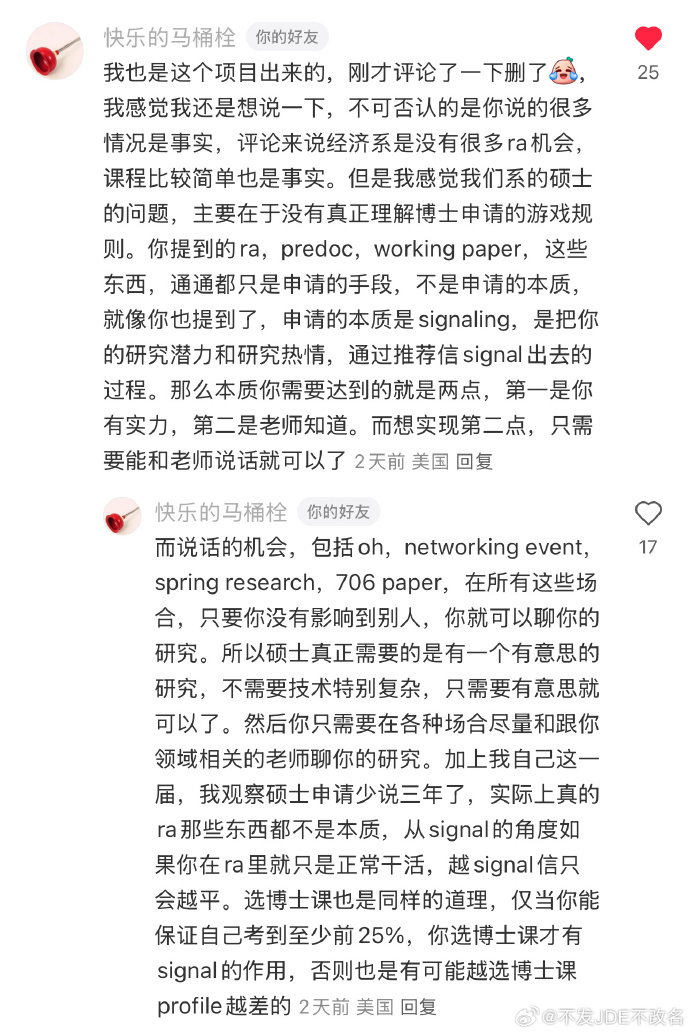 快乐的马桶栓 你的好友
我也是这个项目出来的，刚才评论了一下删了😂，
我感觉我还是想说一下，不可否认的是你说的很多
情况是事实，评论来说经济系是没有很多ra机会，
课程比较简单也是事实。但是我感觉我们系的硕士
的问题，主要在于没有真正理解博士申请的游戏规
则。你提到的ra，predoc，working paper，这些
东西，通通都只是申请的手段，不是申请的本质，
就像你也提到了，申请的本质是signaling，是把你
的研究潜力和研究热情，通过推荐信signal出去的
过程。那么本质你需要达到的就是两点，第一是你
有实力，第二是老师知道。而想实现第二点，只需
要能和老师说话就可以了 2天前 美国 回复
25
快乐的马桶栓 你的好友
而说话的机会，包括oh，networking event，
spring research，706 paper，在所有这些场
合，只要你没有影响到别人，你就可以聊你的
研究。所以硕士真正需要的是有一个有意思的
研究，不需要技术特别复杂，只需要有意思就
可以了。然后你只需要在各种场合尽量和跟你
领域相关的老师聊你的研究。加上我自己这一
届，我观察硕士申请少说三年了，实际上真的
ra那些东西都不是本质，从signal的角度如
果你在ra里就只是正常干活，越signal信只
会越平。选博士课也是同样的道理，仅当你能
保证自己考到至少前25%，你选博士课才有
signal的作用，否则也是有可能越选博士课
profile越差的 2天前 美国 回复
17
@不发JDE不改名